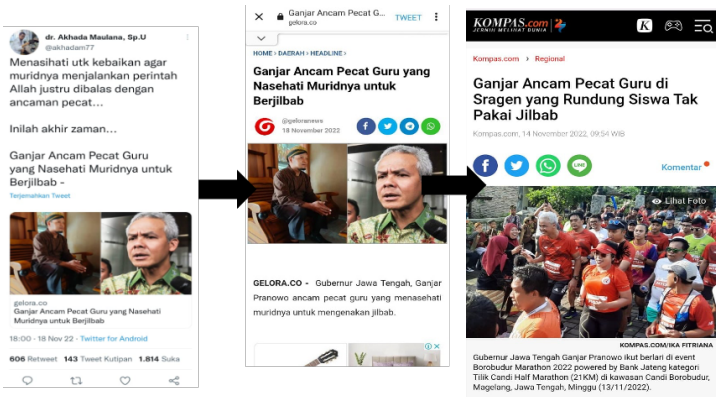 dr. Akhada Maulana, Sp.U
@akhadam77
Menasihati utk kebaikan agar
muridnya menjalankan perintah
Allah justru dibalas dengan
ancaman pecat...
Inilah akhir zaman...
Ganjar Ancam Pecat Guru
yang Nasehati Muridnya untuk
Berjilbab -
Terjemahkan Tweet
gelora.co
Ganjar Ancam Pecat Guru yang Nasehati
Muridnya untuk Berjilbab
18:00 · 18 Nov 22 · Twitter for Android
606 Retweet 143 Tweet Kutipan 1.814 Suka
Ganjar Ancam Pecat G...
gelora.co
TWEET
HOME › DAERAH › HEADLINE ›
Ganjar Ancam Pecat Guru yang
Nasehati Muridnya untuk
Berjilbab
@geloranews
18 November 2022
GELORA.CO - Gubernur Jawa Tengah, Ganjar
Pranowo ancam pecat guru yang menasehati
muridnya untuk mengenakan jilbab.
KOMPAS.com
JERNIH MELIHAT DUNIA
K
Kompas.com › Regional
Ganjar Ancam Pecat Guru di
Sragen yang Rundung Siswa Tak
Pakai Jilbab
Kompas.com, 14 November 2022, 09:54 WIB
LINE
Komentar
Lihat Foto
KOMPAS.COM/IKA FITRIANA
Gubernur Jawa Tengah Ganjar Pranowo Ikut berlari di event
Borobudur Marathon 2022 powered by Bank Jateng kategori
Tilik Candi Half Marathon (21KM) di kawasan Candi Borobudur,
Magelang, Jawa Tengah, Minggu (13/11/2022).